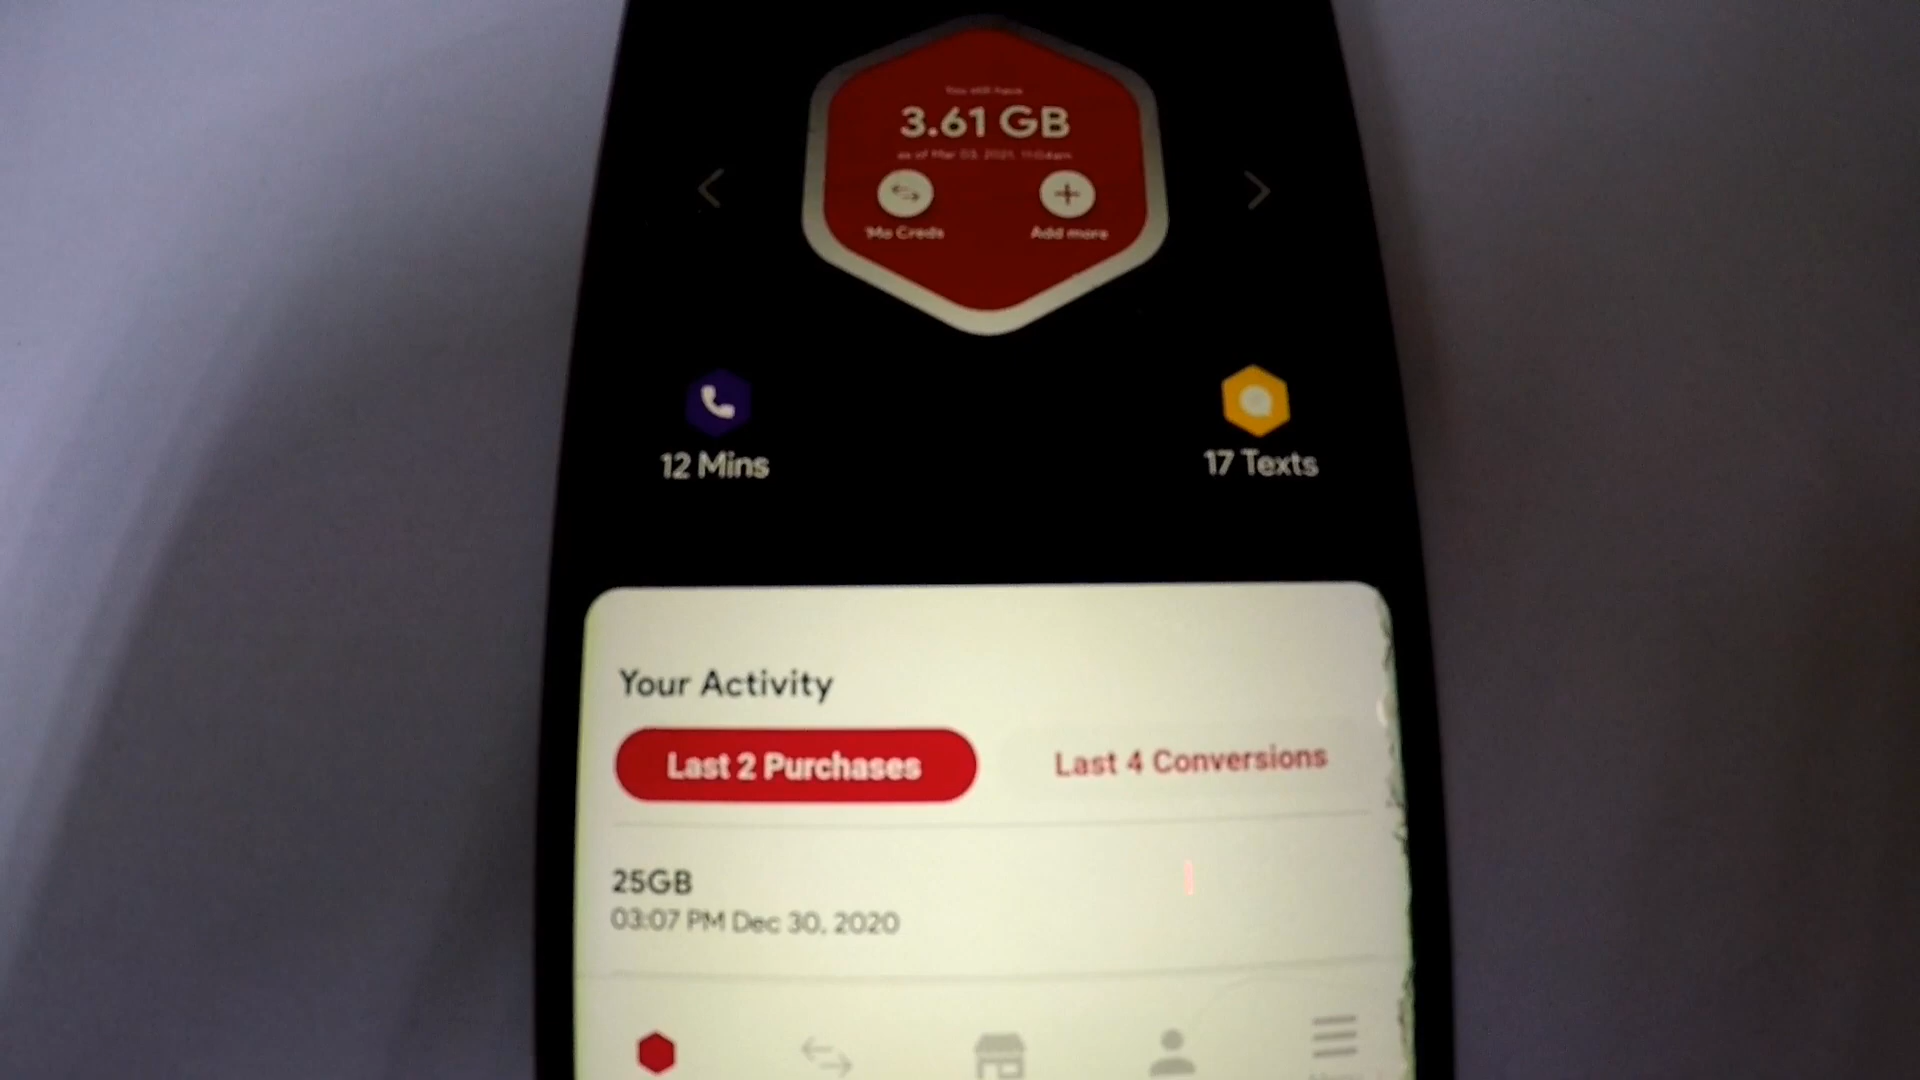 You still have
3.61 GB
as of Mar 03, 2021, 11:04am
'Mo Creds
Add more
12 Mins
17 Texts
Your Activity
Last 2 Purchases
Last 4 Conversions
25GB
03:07 PM Dec 30, 2020